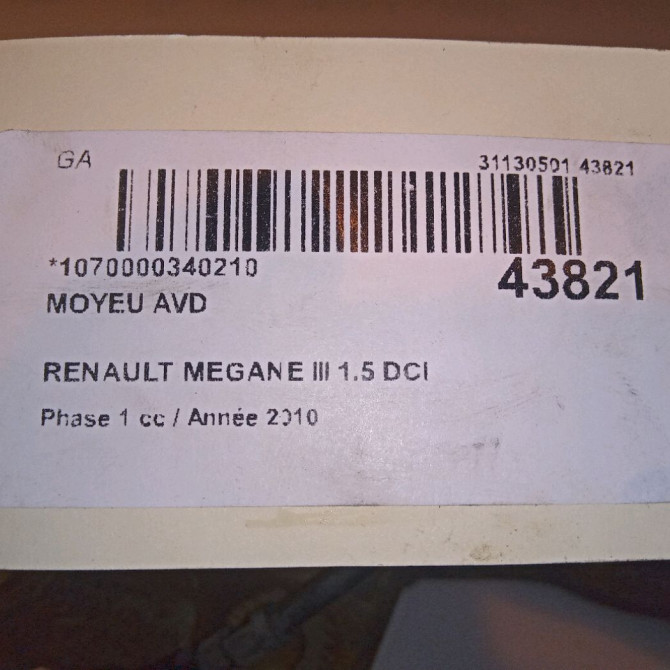 GA
31130501 43821
*1070000340210
43821
MOYEU AVD
RENAULT MEGANE III 1.5 DCI
Phase 1 cc / Année 2010